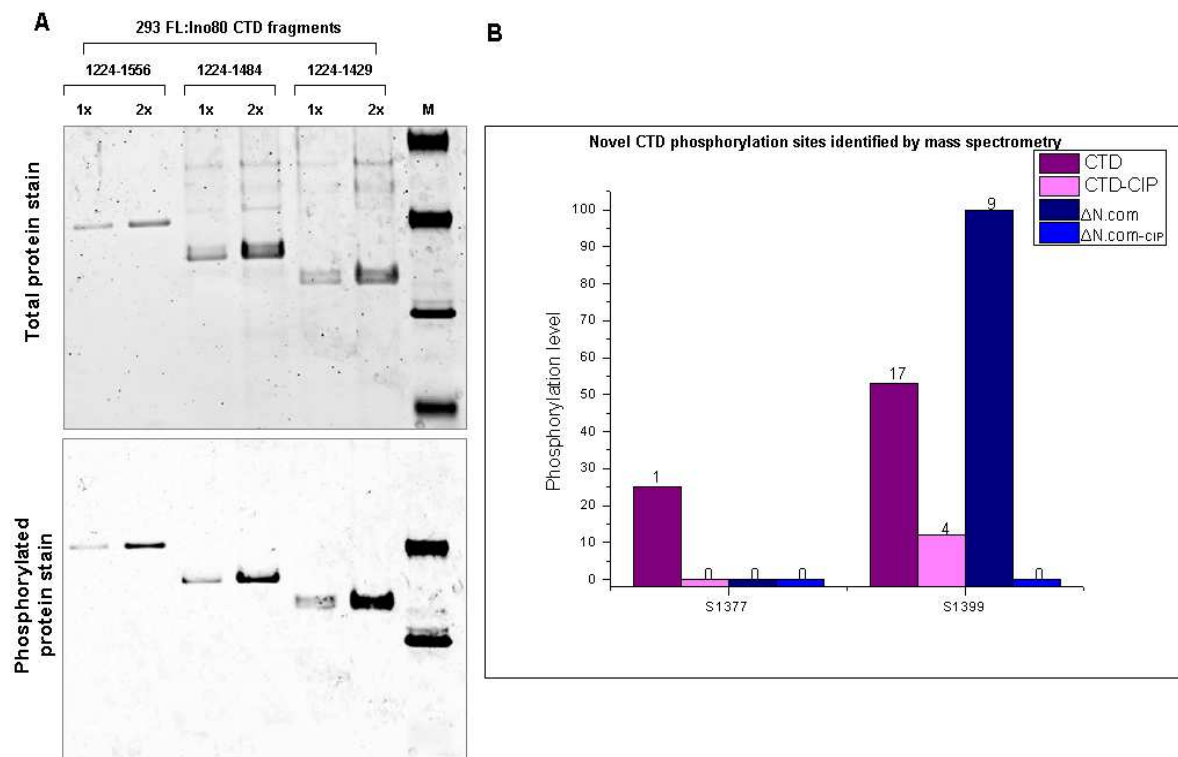 A
293 FL:Ino80 CTD fragments
1224-1556 1224-1484 1224-1429
1x 2x 1x 2x 1x 2x M
Total protein stain
Phosphorylated
protein stain
B
Novel CTD phosphorylation sites identified by mass spectrometry
CTD
CTD-CIP
ΔN.com
ΔN.com-CIP
Phosphorylation level
100
90
80
70
60
50
40
30
20
10
0
1 0 0 0
17 4 9 0
S1377 S1399